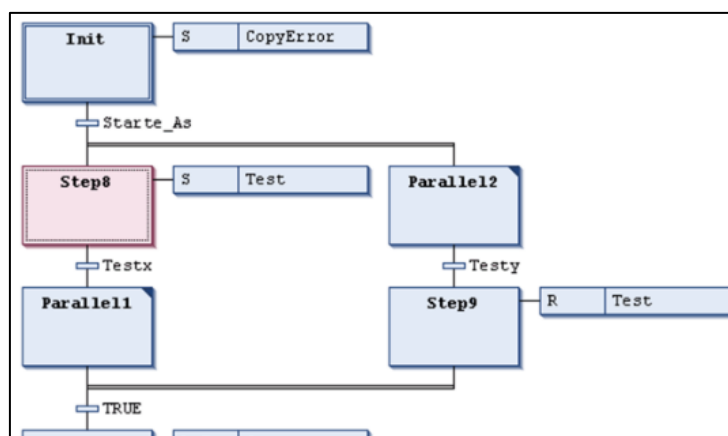 Init S CopyError
Starte_As
Step8 S Test Parallel2
Testx Testy
Parallel1 Step9 R Test
TRUE